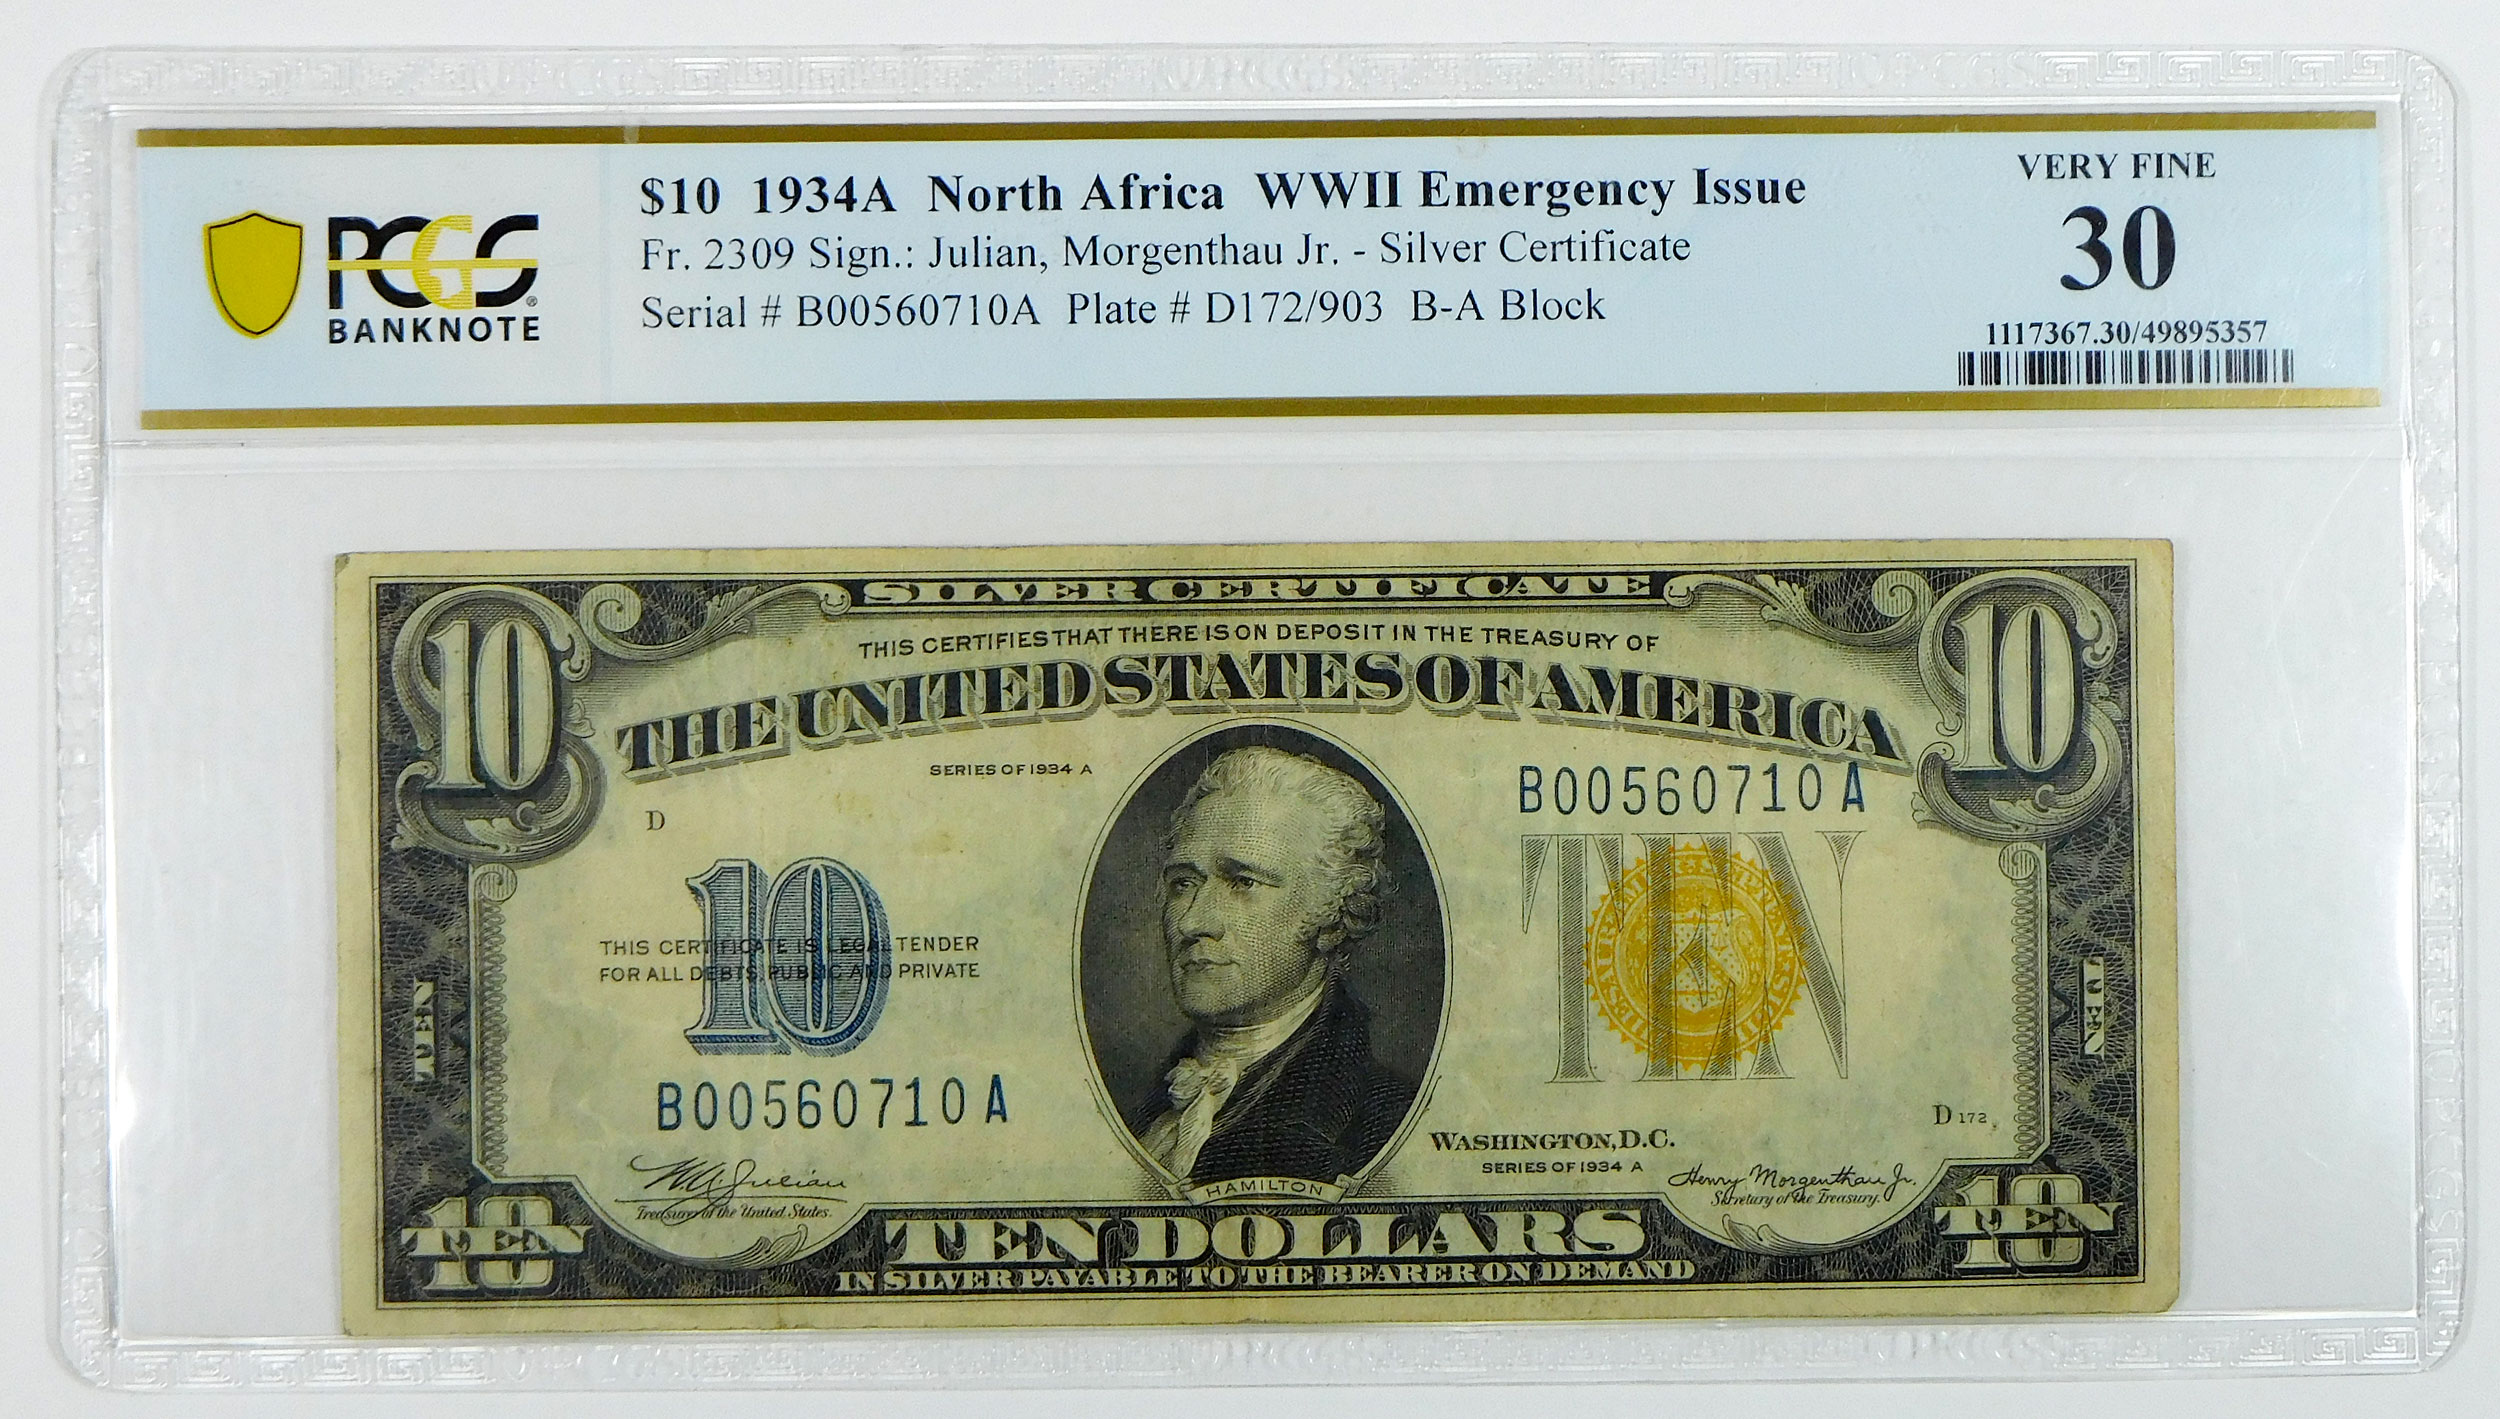 PCGS
BANKNOTE
$10 1934A North Africa WWII Emergency Issue
Fr. 2309 Sign.: Julian, Morgenthau Jr. - Silver Certificate
Serial # B00560710A Plate # D172/903 B-A Block
VERY FINE
30
1117367.30/49895357
SILVER CERTIFICATE
10
10
THIS CERTIFIES THAT THERE IS ON DEPOSIT IN THE TREASURY OF
THE UNITED STATES OF AMERICA
SERIES OF 1934 A
B00560710A
D
10
TEN
THIS CERTIFICATE IS LEGAL TENDER
FOR ALL DEBTS, PUBLIC AND PRIVATE
TEN
TEN
B00560710A
D 172
WASHINGTON, D.C.
SERIES OF 1934 A
W. A. Julian
Treasurer of the United States.
HAMILTON
Henry Morgenthau Jr.
Secretary of the Treasury.
10
TEN
TEN DOLLARS
10
TEN
IN SILVER PAYABLE TO THE BEARER ON DEMAND